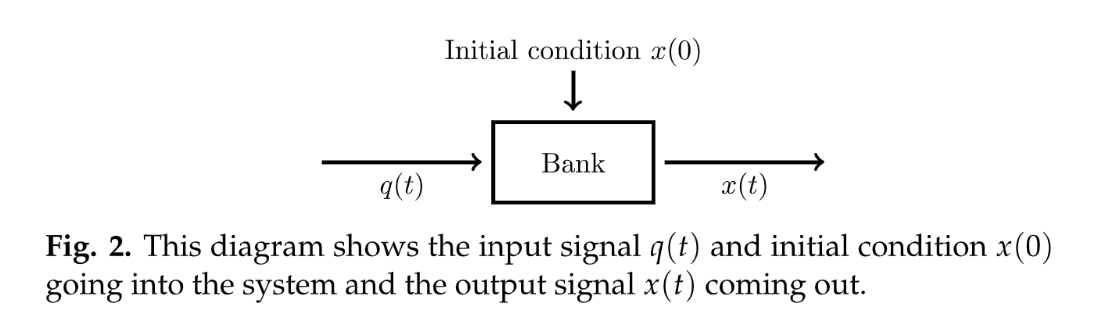 Initial condition x(0)
Bank
q(t)
x(t)
Fig. 2. This diagram shows the input signal q(t) and initial condition x(0)
going into the system and the output signal x(t) coming out.